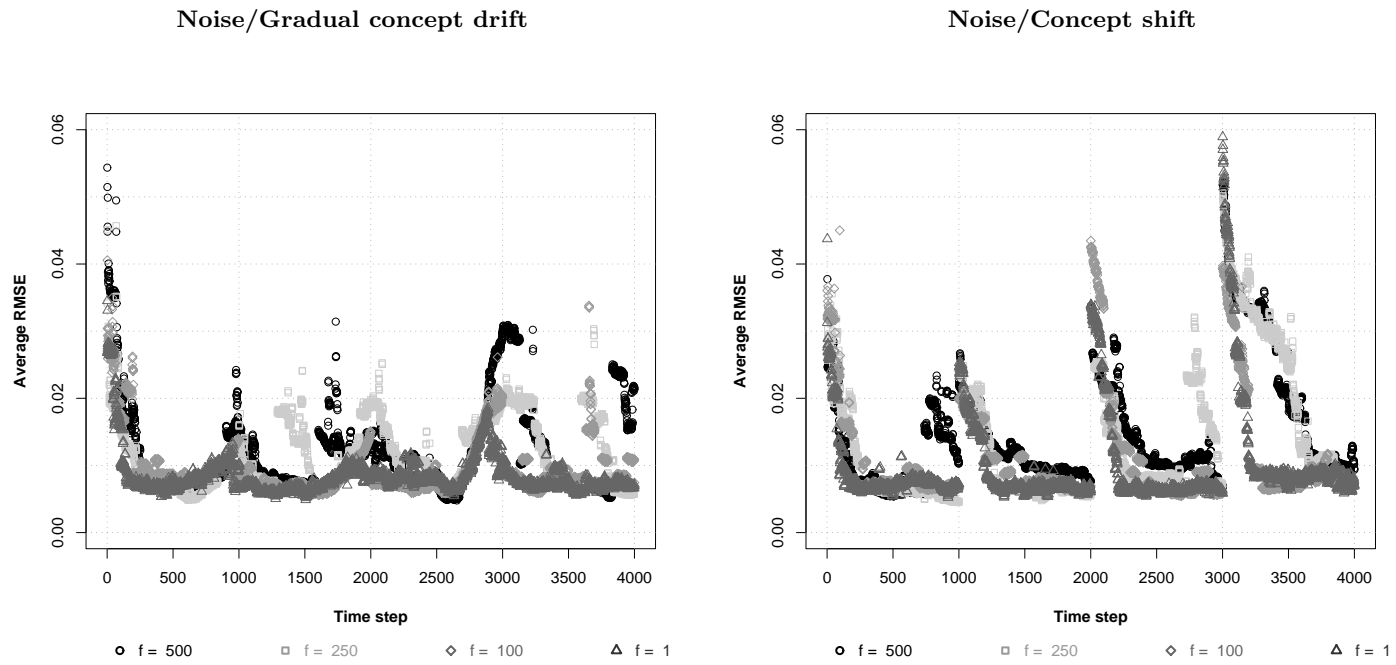 Noise/Gradual concept drift
Noise/Concept shift
0.06
0.04
0.02
0.00
Average RMSE
0 500 1000 1500 2000 2500 3000 3500 4000
Time step
f = 500 f = 250 f = 100 f = 1
0.06
0.04
0.02
0.00
Average RMSE
0 500 1000 1500 2000 2500 3000 3500 4000
Time step
f = 500 f = 250 f = 100 f = 1